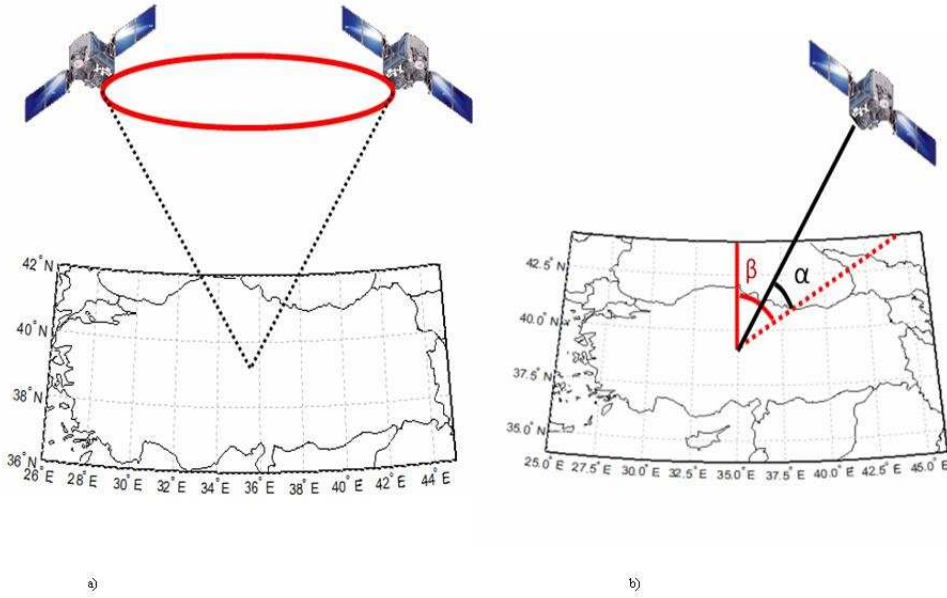 42° N
40° N
38° N
36° N
26° E
28° E
30° E
32° E
34° E
36° E
38° E
40° E
42° E
44° E
a)
β
α
42.5° N
40.0° N
37.5° N
35.0° N
25.0° E
27.5° E
30.0° E
32.5° E
35.0° E
37.5° E
40.0° E
42.5° E
45.0° E
b)